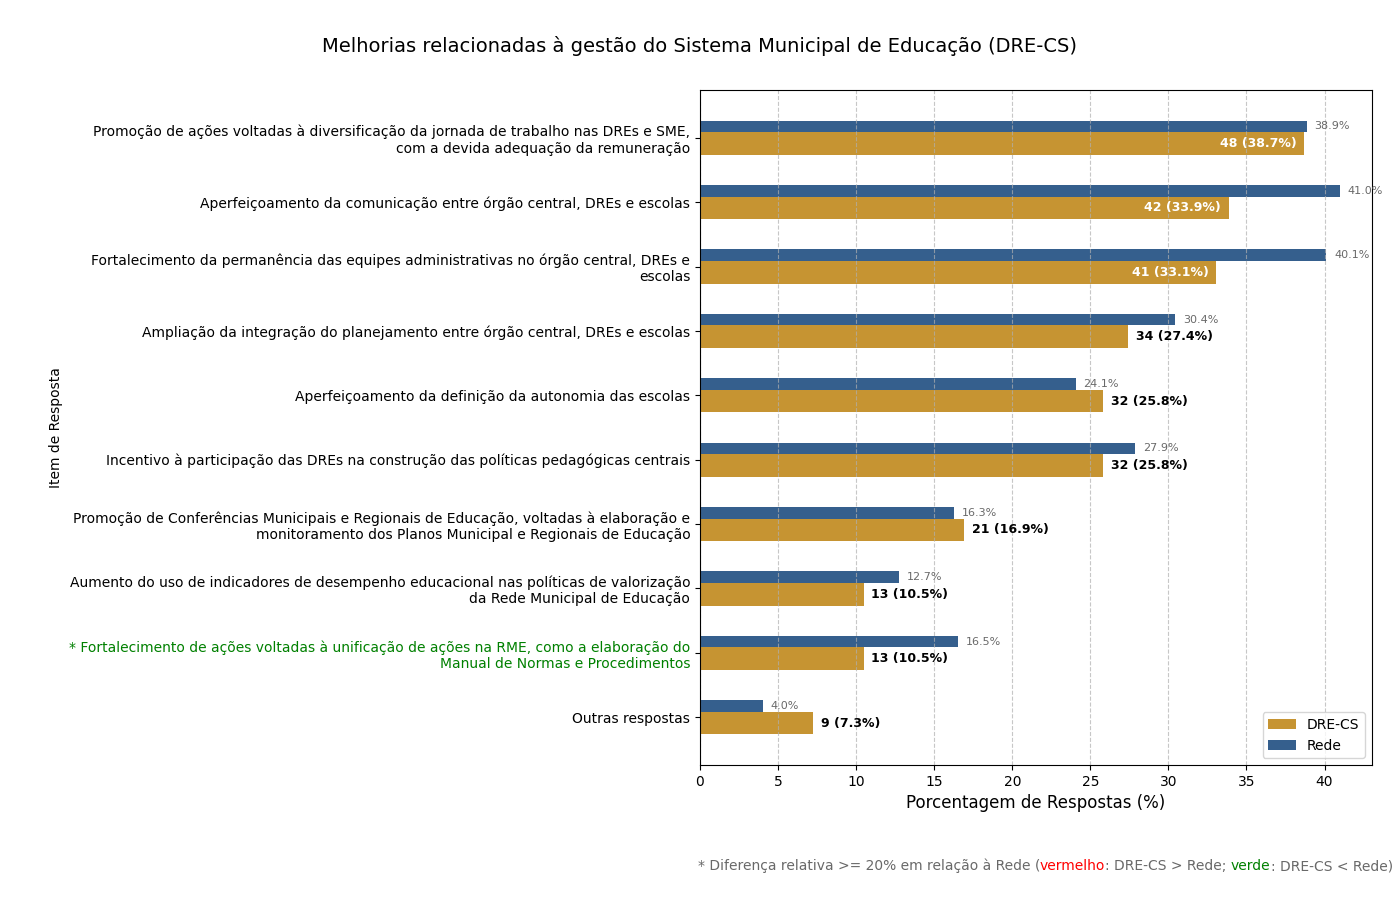 Melhorias relacionadas à gestão do Sistema Municipal de Educação (DRE-CS)
Item de Resposta
Promoção de ações voltadas à diversificação da jornada de trabalho nas DREs e SME,
com a devida adequação da remuneração
38.9%
48 (38.7%)
Aperfeiçoamento da comunicação entre órgão central, DREs e escolas
41.0%
42 (33.9%)
Fortalecimento da permanência das equipes administrativas no órgão central, DREs e
escolas
40.1%
41 (33.1%)
Ampliação da integração do planejamento entre órgão central, DREs e escolas
30.4%
34 (27.4%)
Aperfeiçoamento da definição da autonomia das escolas
24.1%
32 (25.8%)
Incentivo à participação das DREs na construção das políticas pedagógicas centrais
27.9%
32 (25.8%)
Promoção de Conferências Municipais e Regionais de Educação, voltadas à elaboração e
monitoramento dos Planos Municipal e Regionais de Educação
16.3%
21 (16.9%)
Aumento do uso de indicadores de desempenho educacional nas políticas de valorização
da Rede Municipal de Educação
12.7%
13 (10.5%)
* Fortalecimento de ações voltadas à unificação de ações na RME, como a elaboração do
Manual de Normas e Procedimentos
16.5%
13 (10.5%)
Outras respostas
4.0%
9 (7.3%)
DRE-CS
Rede
0 5 10 15 20 25 30 35 40
Porcentagem de Respostas (%)
* Diferença relativa >= 20% em relação à Rede (vermelho: DRE-CS > Rede; verde: DRE-CS < Rede)